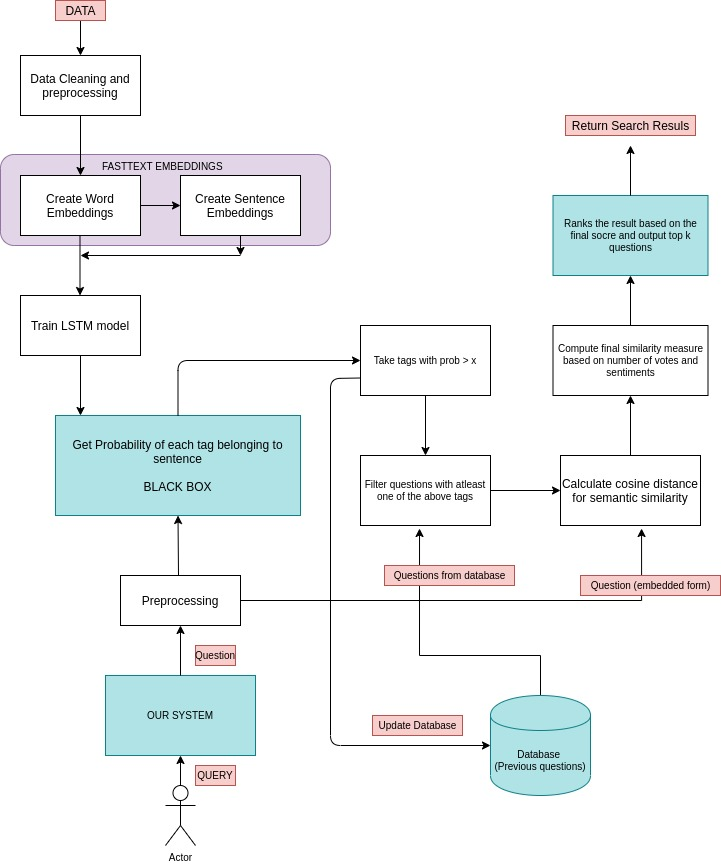 DATA
Data Cleaning and
preprocessing
FASTTEXT EMBEDDINGS
Create Word
Embeddings
Create Sentence
Embeddings
Train LSTM model
Get Probability of each tag belonging to
sentence
BLACK BOX
Preprocessing
Question
OUR SYSTEM
QUERY
Actor
Take tags with prob > x
Filter questions with atleast
one of the above tags
Questions from database
Update Database
Database
(Previous questions)
Return Search Resuls
Ranks the result based on the
final socre and output top k
questions
Compute final similarity measure
based on number of votes and
sentiments
Calculate cosine distance
for semantic similarity
Question (embedded form)